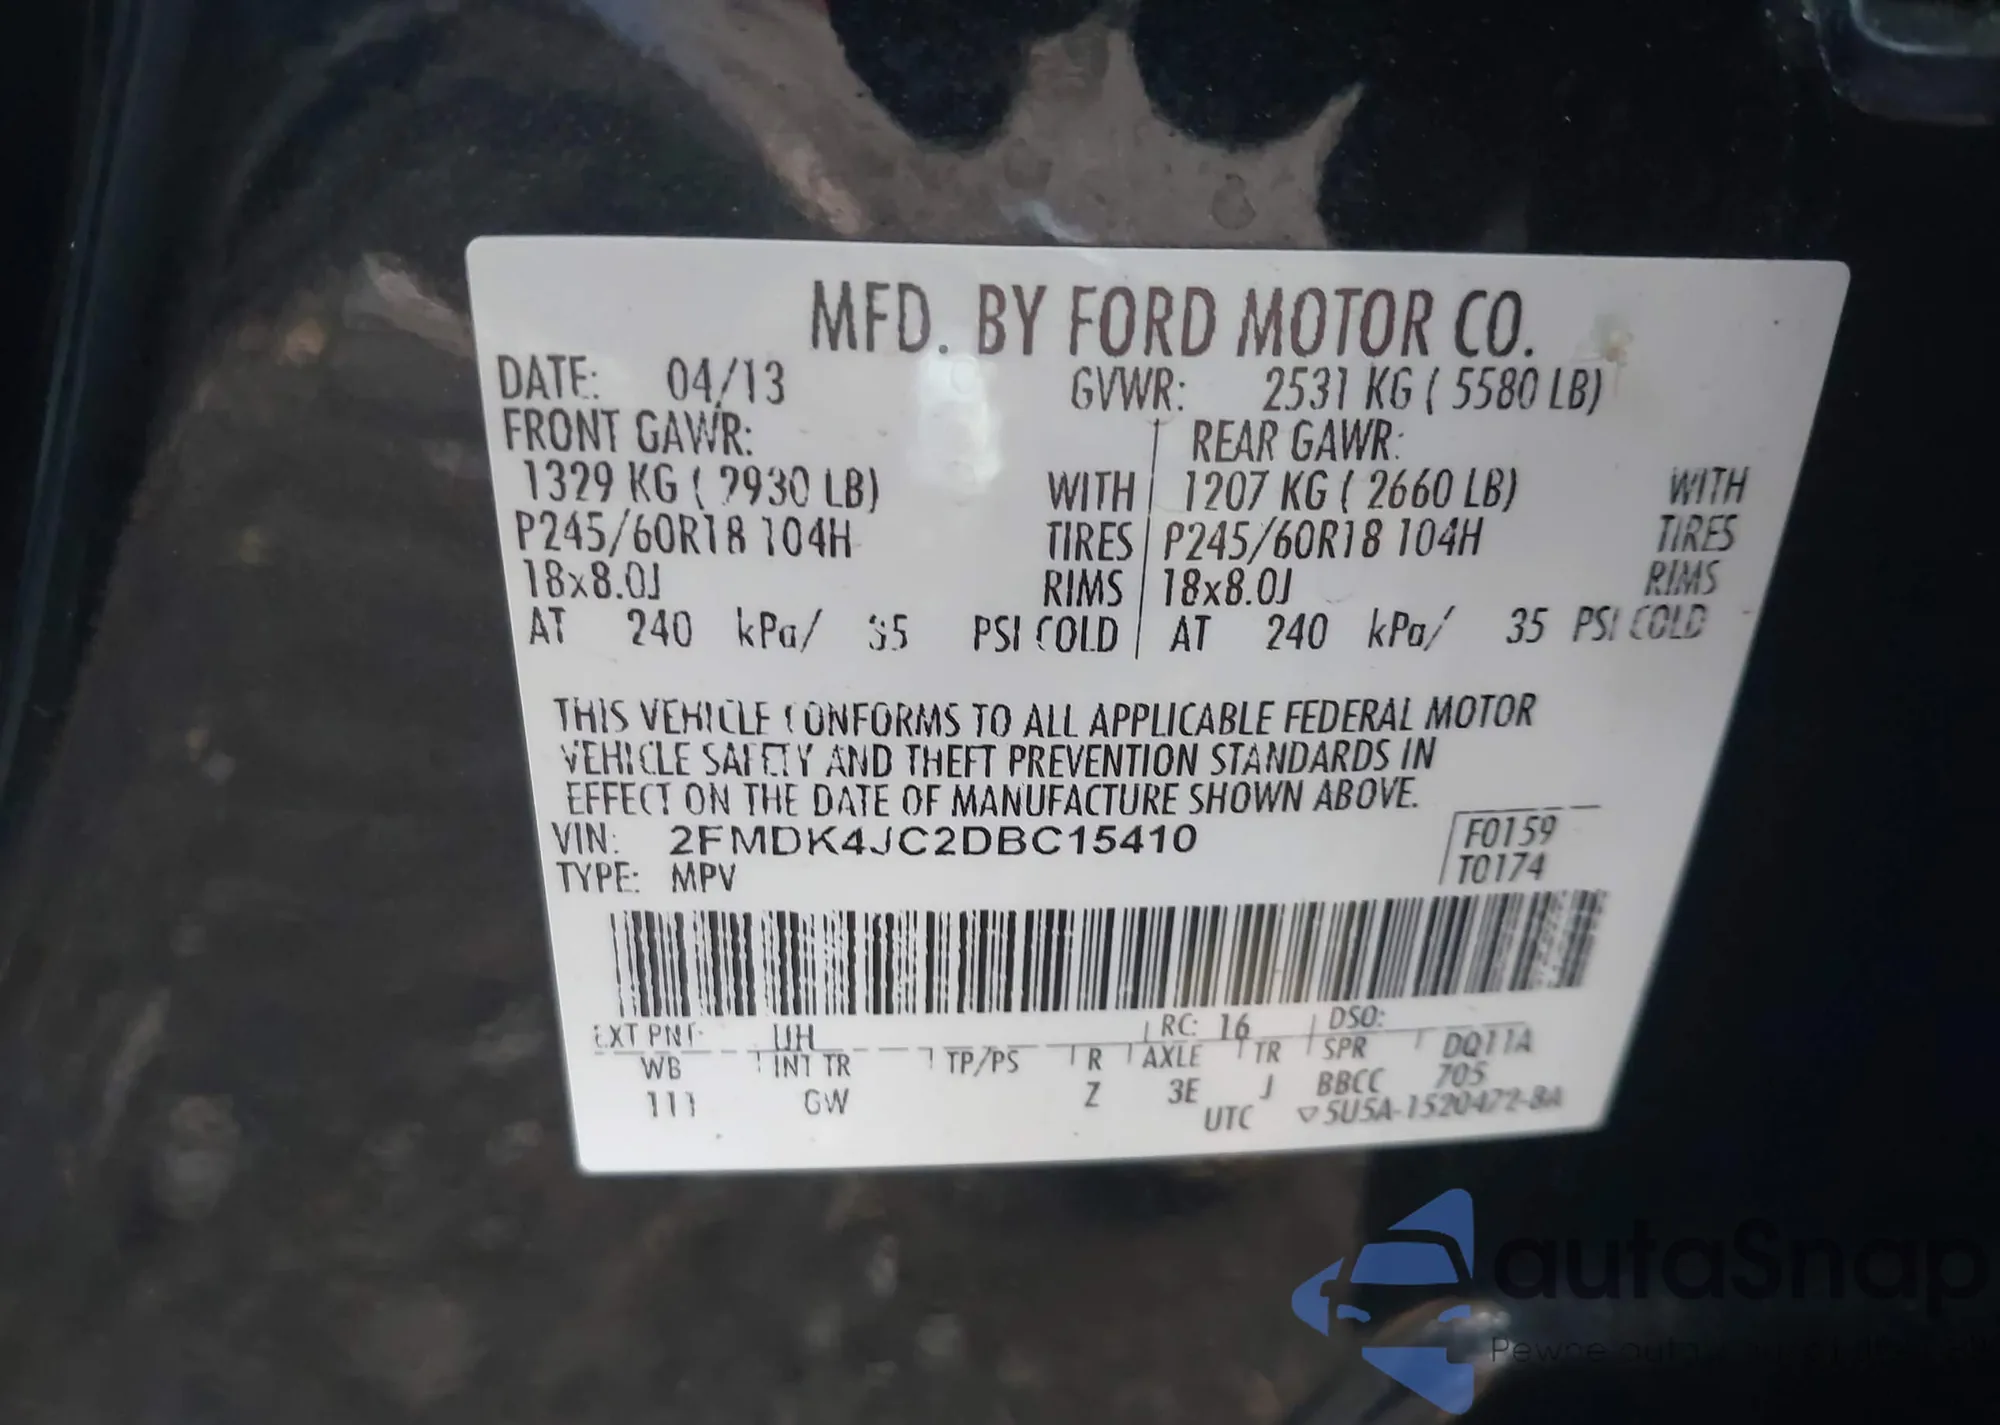 MFD. BY FORD MOTOR CO.
DATE: 04/13 GVWR: 2531 KG ( 5580 LB)
FRONT GAWR: REAR GAWR:
1329 KG ( 2930 LB) WITH 1207 KG ( 2660 LB) WITH
P245/60R18 104H TIRES P245/60R18 104H TIRES
18x8.0J RIMS 18x8.0J RIMS
AT 240 kPa/ 35 PSI COLD AT 240 kPa/ 35 PSI COLD
THIS VEHICLE CONFORMS TO ALL APPLICABLE FEDERAL MOTOR
VEHICLE SAFETY AND THEFT PREVENTION STANDARDS IN
EFFECT ON THE DATE OF MANUFACTURE SHOWN ABOVE.
VIN: 2FMDK4JC2DBC15410 F0159
TYPE: MPV T0174
EXT PNT: UH RC: 16 DSO:
WB INT TR TP/PS R AXLE TR SPR DQ11A
111 GW Z 3E J BBCC 705
UTC ▽5U5A-1520472-BA
autaSnap
Pewne